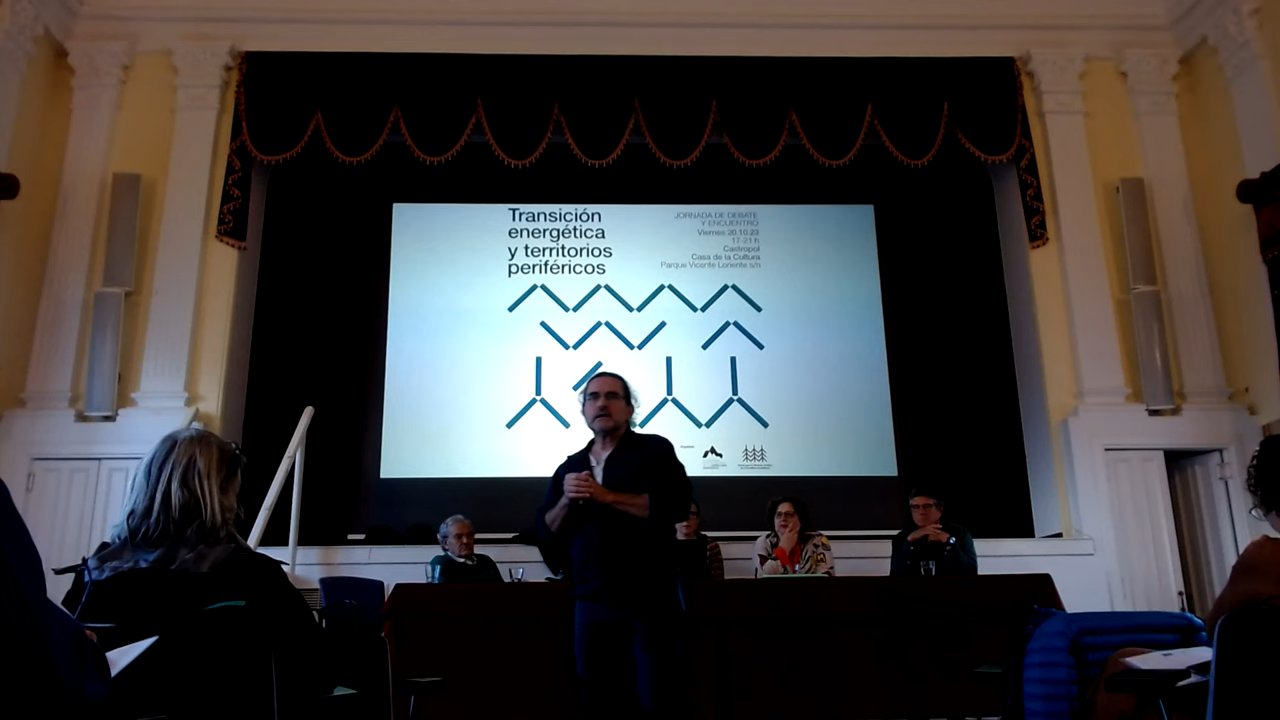 Transición
energética
y territorios
periféricos
JORNADA DE DEBATE
Y ENCUENTRO
Viernes 20.10.23
17-21 h
Castropol
Casa de la Cultura
Parque Vicente Loriente s/n